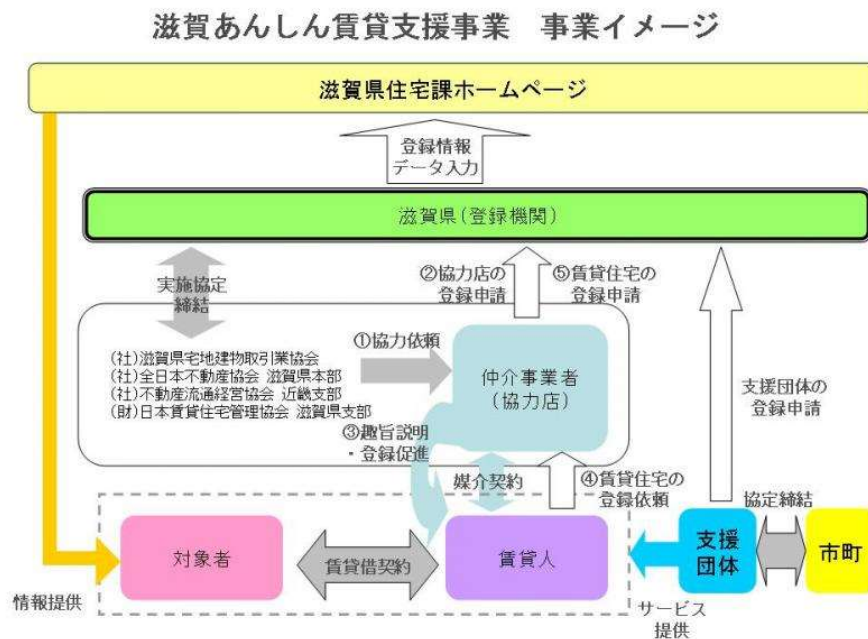 滋賀あんしん賃貸支援事業　事業イメージ
滋賀県住宅課ホームページ
登録情報
データ入力
滋賀県(登録機関)
実施協定
締結
②協力店の
登録申請
⑤賃貸住宅の
登録申請
①協力依頼
(社)滋賀県宅地建物取引業協会
(社)全日本不動産協会 滋賀県本部
(社)不動産流通経営協会 近畿支部
(財)日本賃貸住宅管理協会 滋賀県支部
仲介事業者
(協力店)
支援団体の
登録申請
③趣旨説明
・登録促進
媒介契約
④賃貸住宅の
登録依頼
協定締結
対象者
賃貸借契約
賃貸人
支援
団体
市町
情報提供
サービス
提供